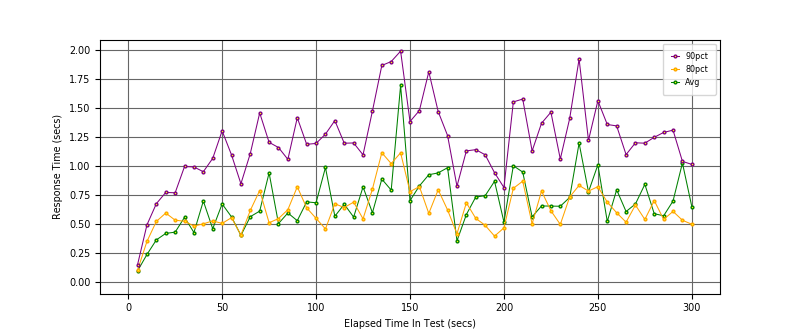 2.00
1.75
1.50
1.25
1.00
0.75
0.50
0.25
0.00
Response Time (secs)
90pct
80pct
Avg
0 50 100 150 200 250 300
Elapsed Time In Test (secs)